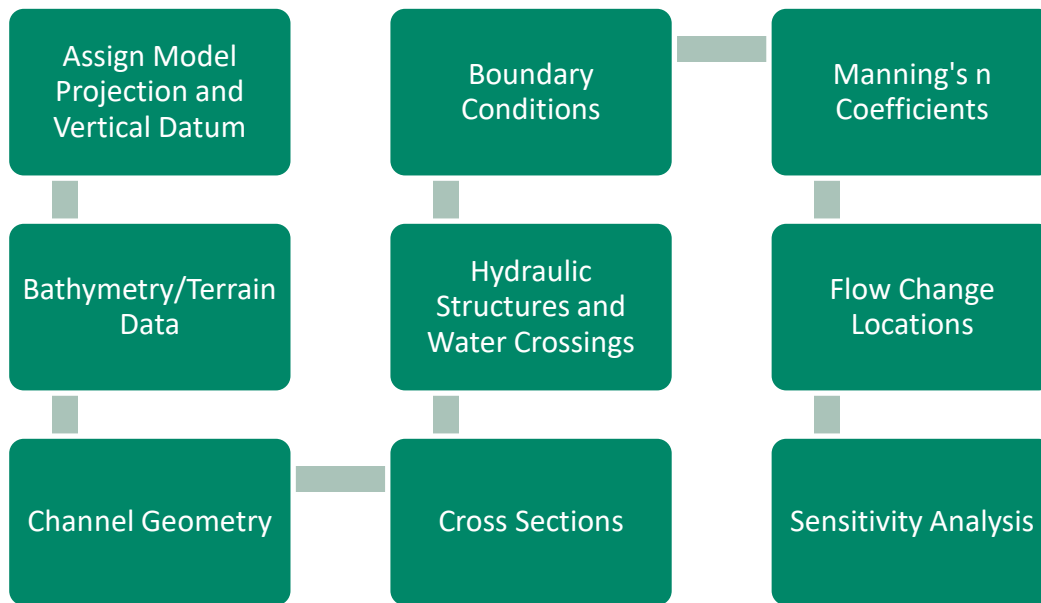 Assign Model
Projection and
Vertical Datum
Bathymetry/Terrain
Data
Channel Geometry
Cross Sections
Hydraulic
Structures and
Water Crossings
Boundary
Conditions
Manning's n
Coefficients
Flow Change
Locations
Sensitivity Analysis